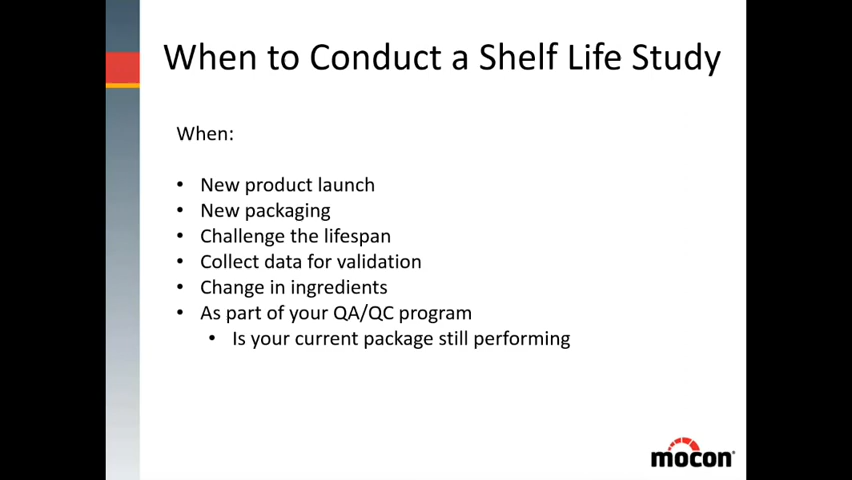 When to Conduct a Shelf Life Study
When:
• New product launch
• New packaging
• Challenge the lifespan
• Collect data for validation
• Change in ingredients
• As part of your QA/QC program
• Is your current package still performing
mocon